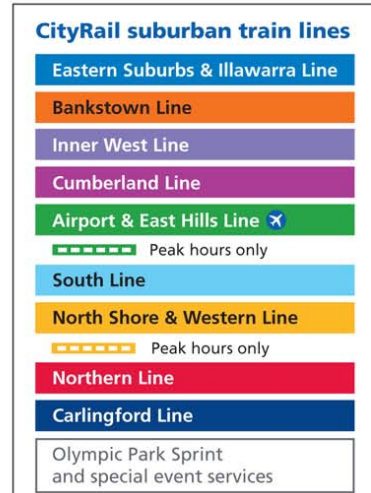 CityRail suburban train lines
Eastern Suburbs & Illawarra Line
Bankstown Line
Inner West Line
Cumberland Line
Airport & East Hills Line
Peak hours only
South Line
North Shore & Western Line
Peak hours only
Northern Line
Carlingford Line
Olympic Park Sprint
and special event services